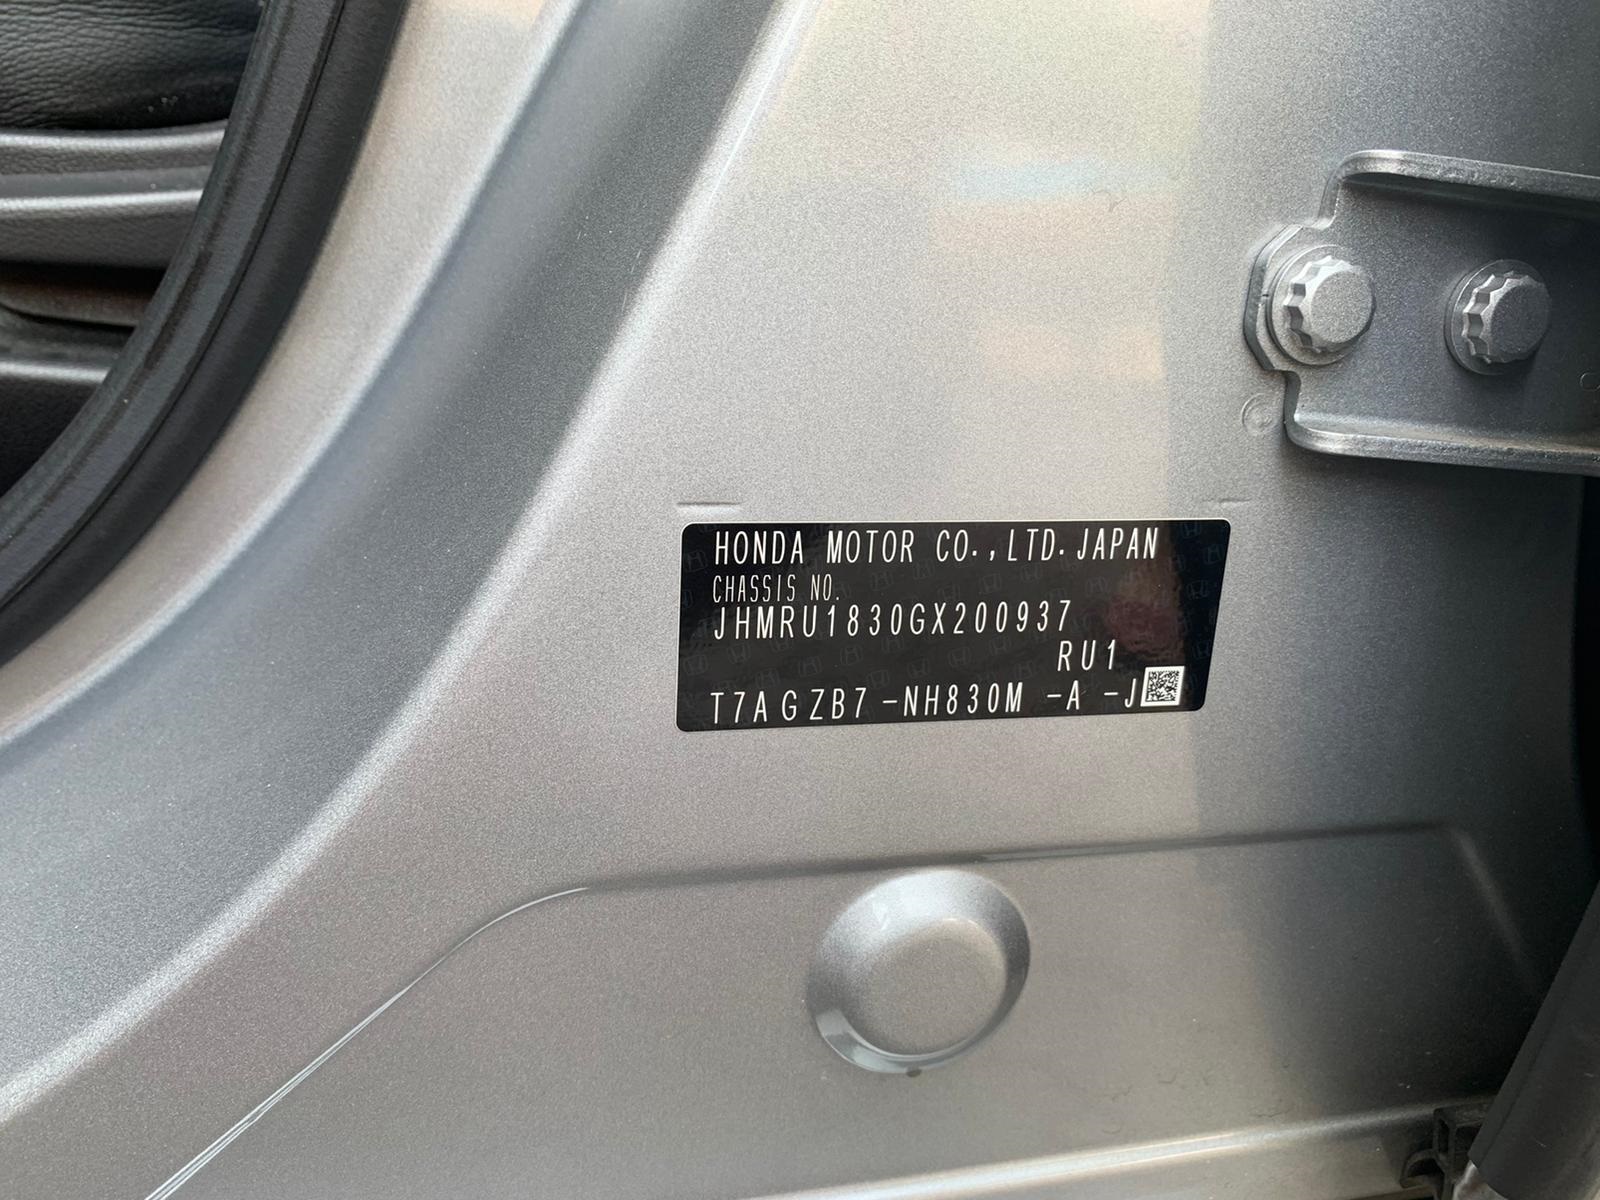 HONDA MOTOR CO.,LTD.JAPAN
CHASSIS NO.
JHMRU1830GX200937
RU1
T7AGZB7-NH830M -A -J